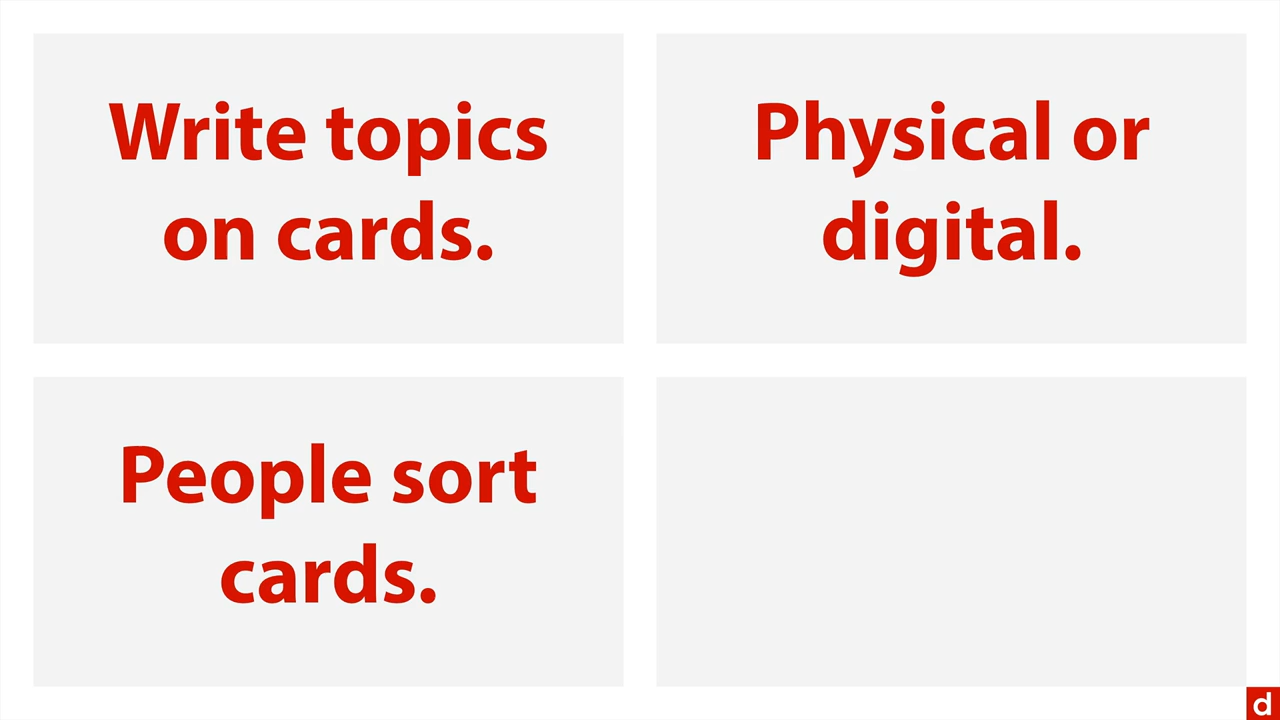 Write topics
on cards.
Physical or
digital.
People sort
cards.
d